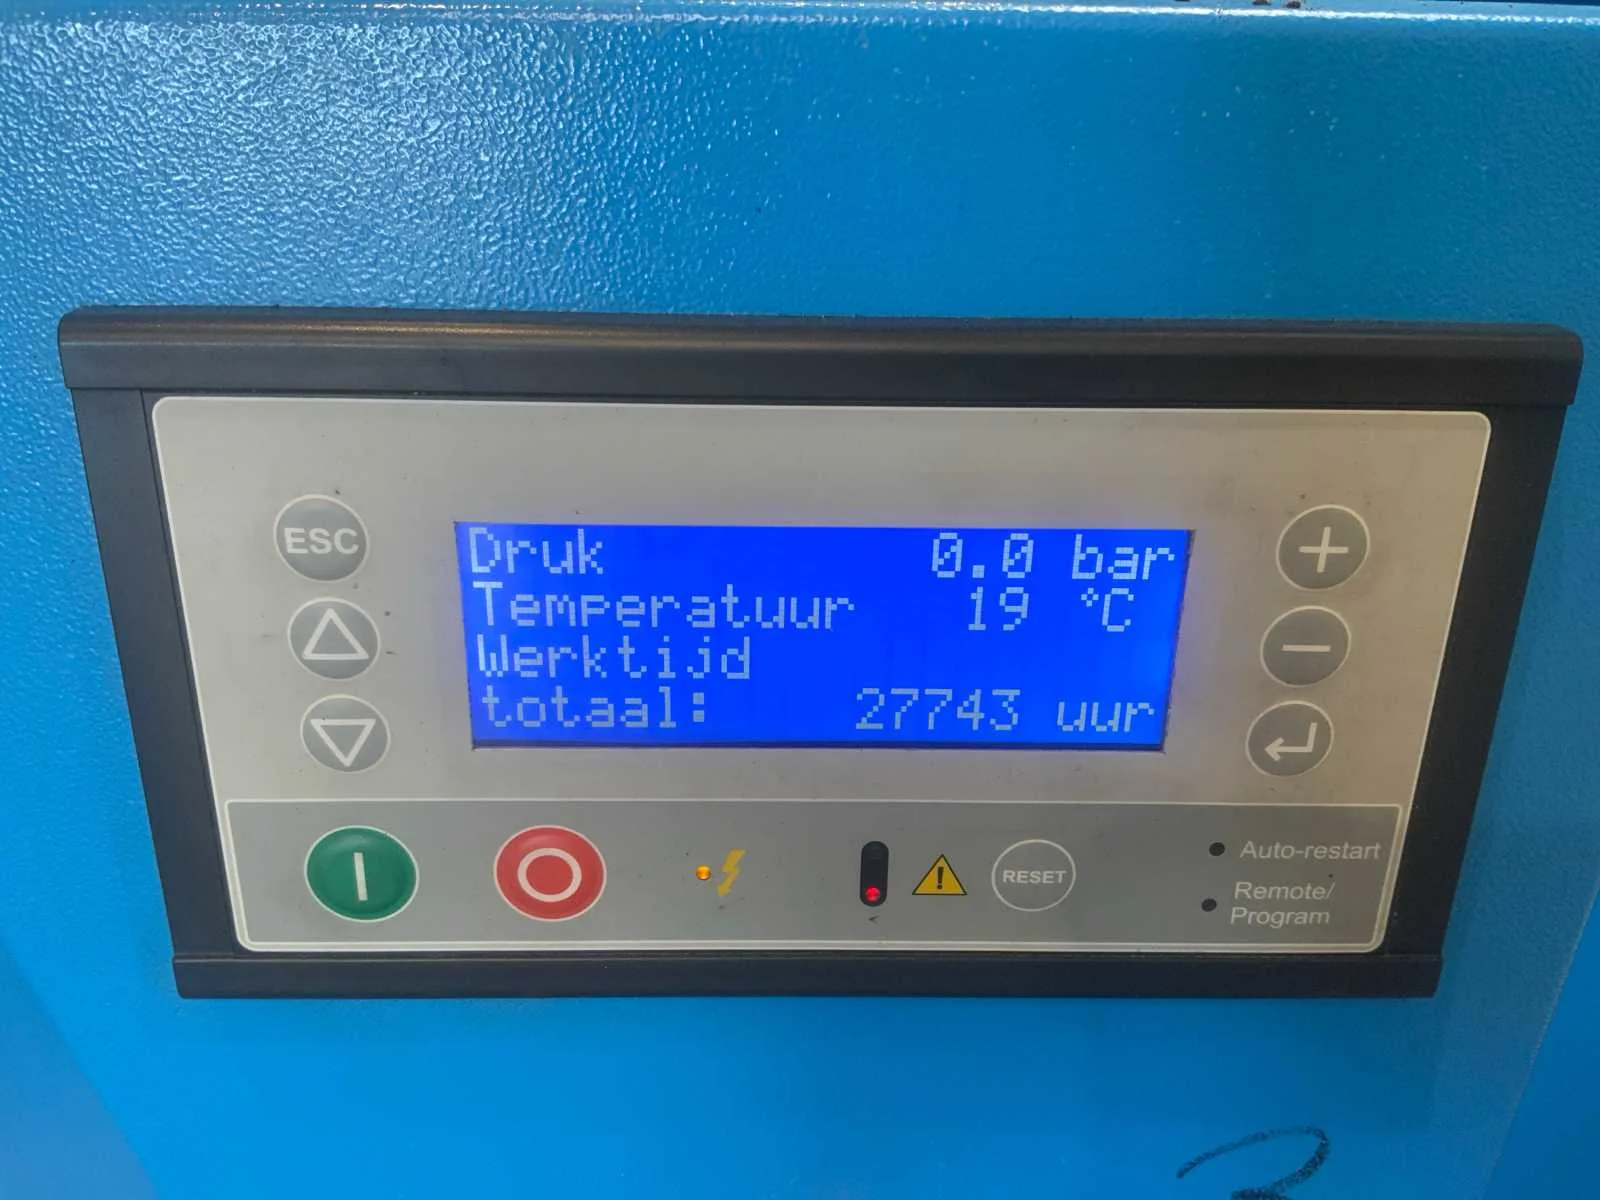 Druk 0.0 bar
Temperatuur 19 °C
Werktijd
totaal: 27743 uur
ESC
RESET
Auto-restart
Remote/
Program